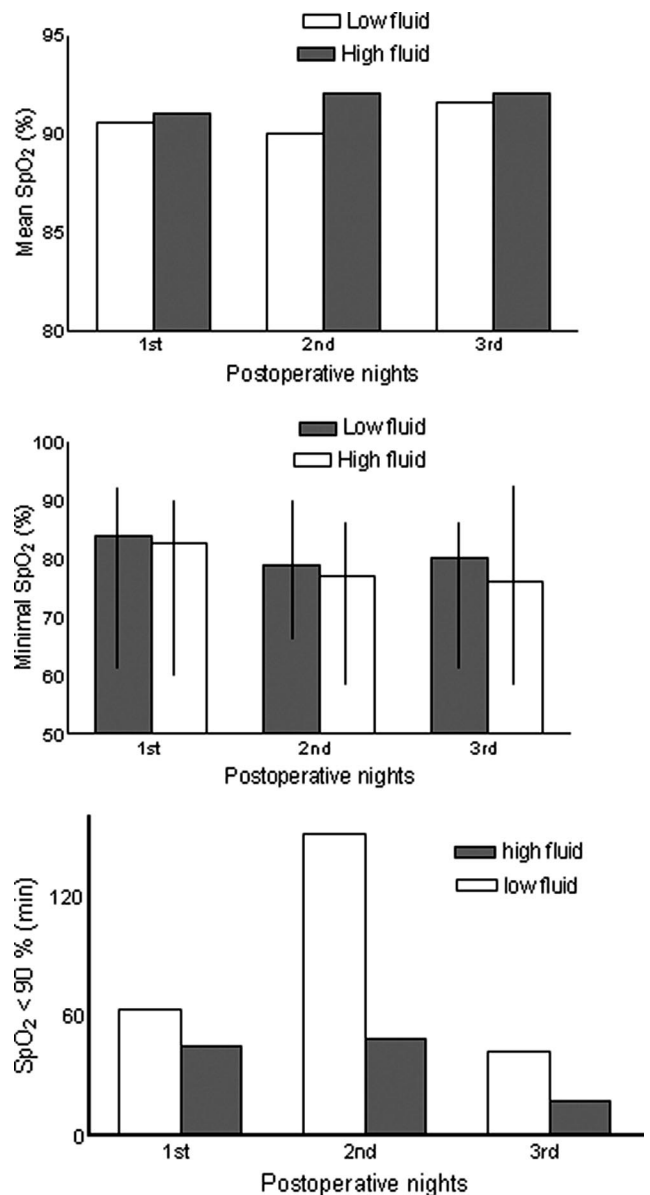 Low fluid
High fluid
Mean SpO₂ (%)
95
90
85
80
1st 2nd 3rd
Postoperative nights
Low fluid
High fluid
Minimal SpO₂ (%)
100
90
80
70
60
50
1st 2nd 3rd
Postoperative nights
high fluid
low fluid
SpO₂ < 90 % (min)
120
60
0
1st 2nd 3rd
Postoperative nights